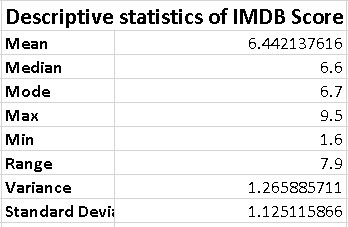 Descriptive statistics of IMDB Score
Mean 6.442137616
Median 6.6
Mode 6.7
Max 9.5
Min 1.6
Range 7.9
Variance 1.265885711
Standard Devia 1.125115866